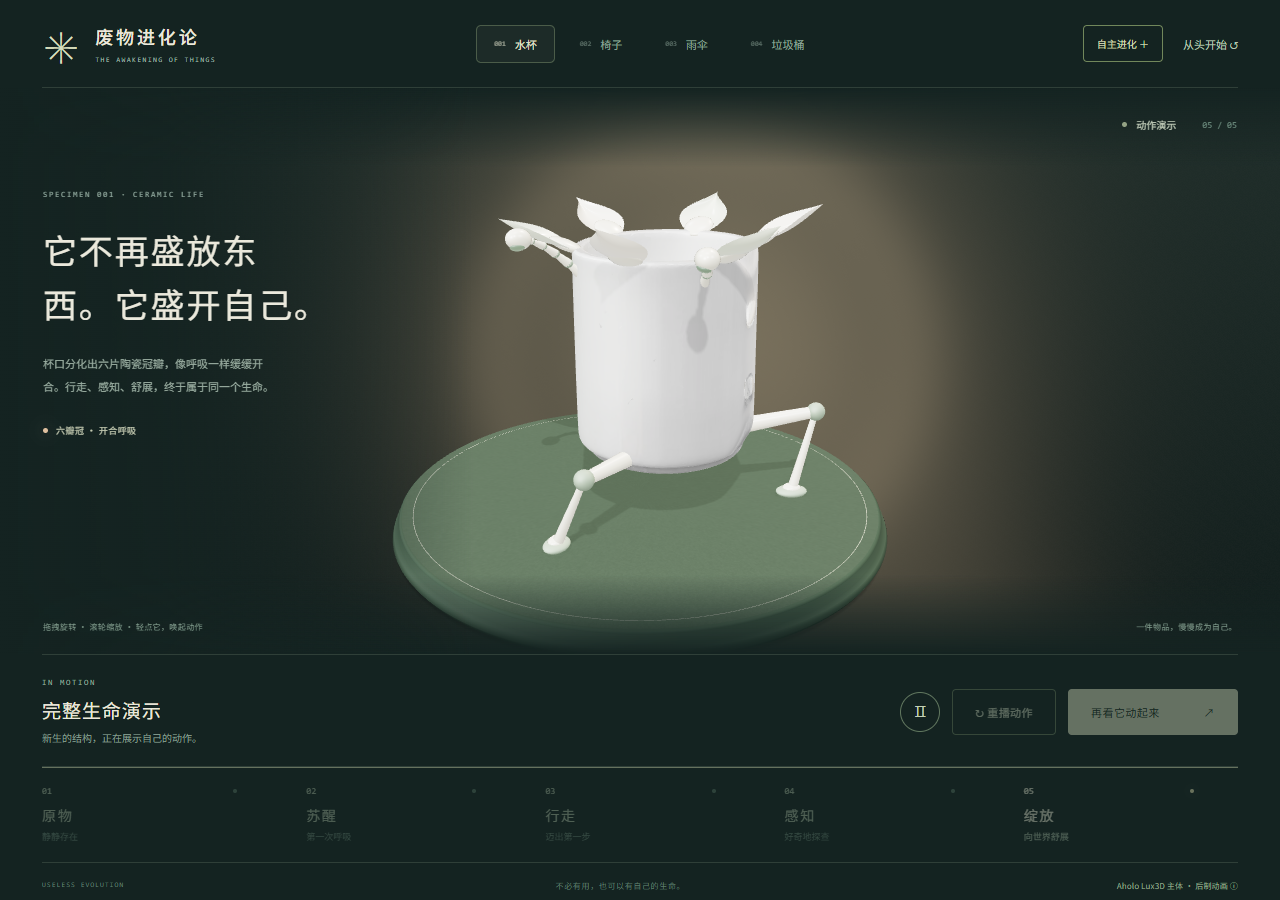 废物进化论
THE AWAKENING OF THINGS
001 水杯
002 椅子
003 雨伞
004 垃圾桶
自主进化 +
从头开始 ↺
动作演示 05 / 05
SPECIMEN 001 · CERAMIC LIFE
它不再盛放东
西。它盛开自己。
杯口分化出六片陶瓷冠瓣，像呼吸一样缓缓开
合。行走、感知、舒展，终于属于同一个生命。
六瓣冠 · 开合呼吸
拖拽旋转 · 滚轮缩放 · 轻点它，唤起动作
一件物品，慢慢成为自己。
IN MOTION
完整生命演示
新生的结构，正在展示自己的动作。
↻ 重播动作
再看它动起来 ↗
01
原物
静静存在
02
苏醒
第一次呼吸
03
行走
迈出第一步
04
感知
好奇地探查
05
绽放
向世界舒展
USELESS EVOLUTION
不必有用，也可以有自己的生命。
Aholo Lux3D 主体 · 后制动画 ⓘ